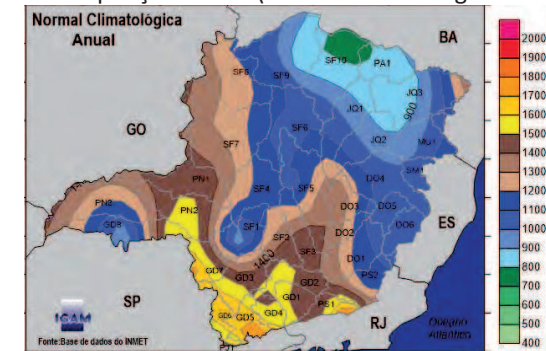 Normal Climatológica
Anual
BA
GO
ES
SP
RJ
Oceano
Atlântico
SF10
PA1
SF6
SF9
JQ3
JQ1
900
JQ2
MU1
SF6
SF7
SM1
PN1
SF4
SF5
DO4
PN3
PN2
DO3
DO5
GD8
SF1
DO6
SF2
DO2
SF3
1400
DO1
GD7
GD3
PS2
GD2
GD1
PS1
GD6
GD5
GD4
IGAM
Fonte:Base de dados do INMET
2000
1900
1800
1700
1600
1500
1400
1300
1200
1100
1000
900
800
700
600
500
400